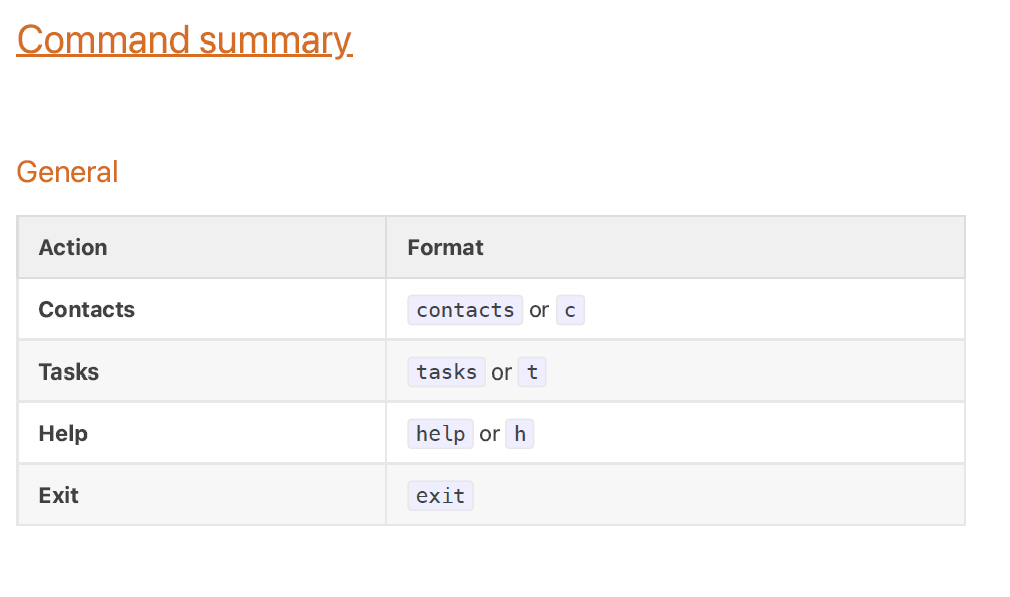 Command summary
General
Action Format
Contacts contacts or c
Tasks tasks or t
Help help or h
Exit exit